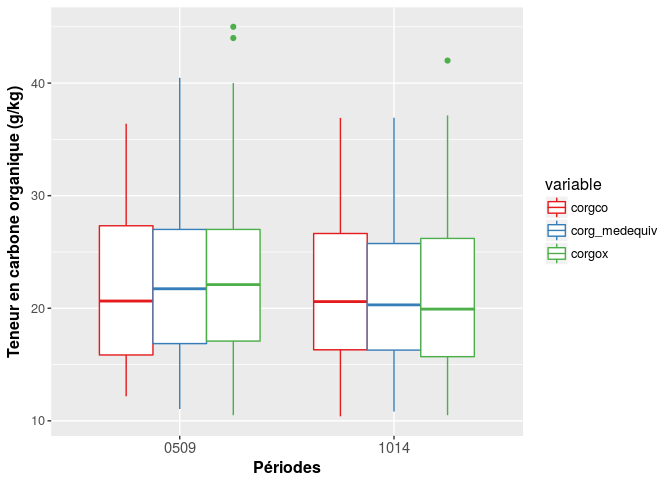 Teneur en carbone organique (g/kg)
40
30
20
10
0509
1014
Périodes
variable
corgco
corg_medequiv
corgox